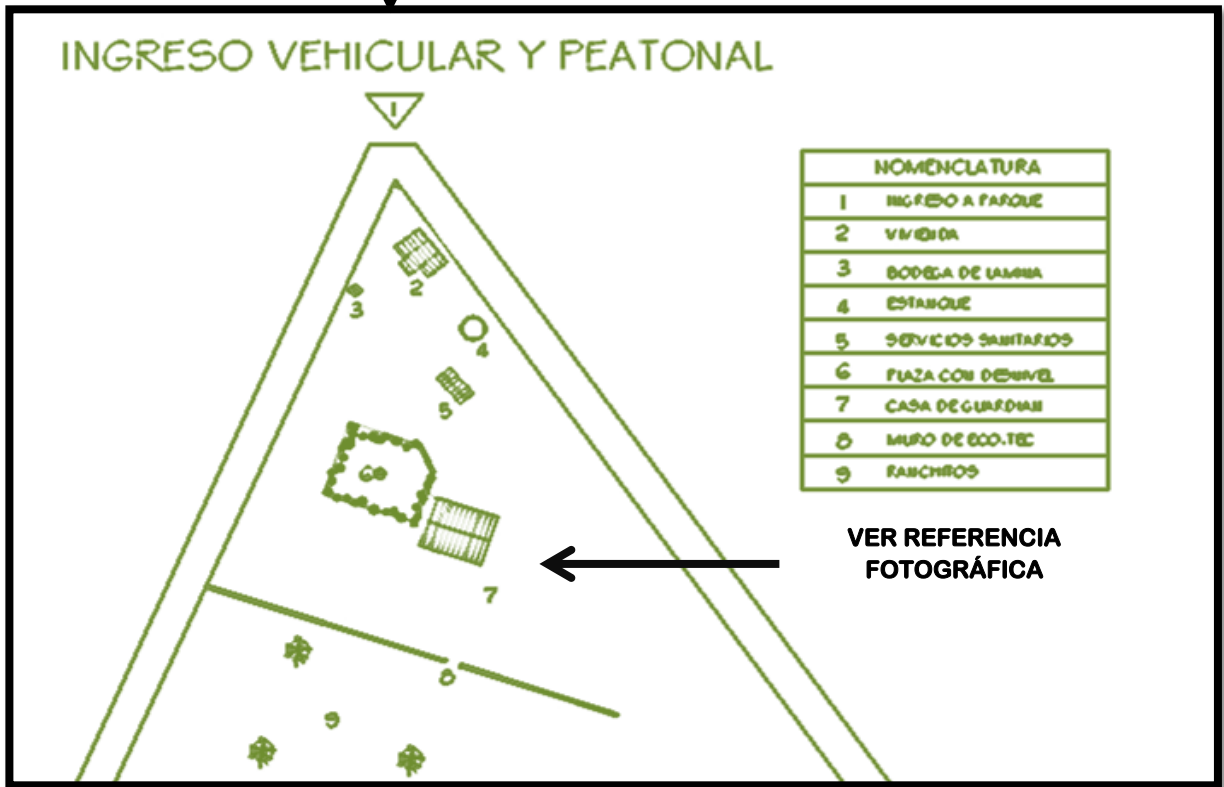 INGRESO VEHICULAR Y PEATONAL
1
NOMENCLATURA
1 INGRESO A PARQUE
2 VIVIENDA
3 BODEGA DE LAMINA
4 ESTANQUE
5 SERVICIOS SANITARIOS
6 PLAZA CON DESNIVEL
7 CASA DE GUARDIAN
8 MURO DE ECO-TEC
9 RANCHITOS
2
3
4
5
6
7
8
9
VER REFERENCIA
FOTOGRÁFICA